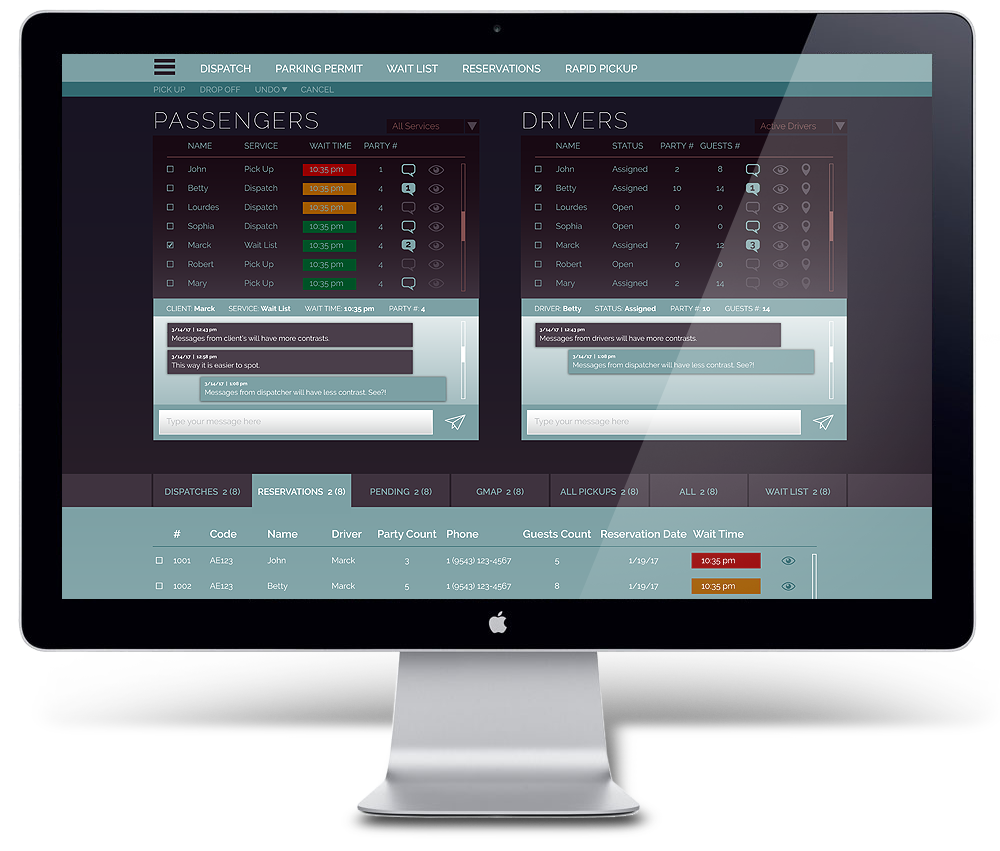 DISPATCH PARKING PERMIT WAIT LIST RESERVATIONS RAPID PICKUP
PICK UP DROP OFF UNDO CANCEL
PASSENGERS
All Services
NAME SERVICE WAIT TIME PARTY #
John Pick Up 10:35 pm 1
Betty Dispatch 10:35 pm 4 1
Lourdes Dispatch 10:35 pm 4
Sophia Dispatch 10:35 pm 4
Marck Wait List 10:35 pm 4 2
Robert Pick Up 10:35 pm 4
Mary Pick Up 10:35 pm 4
CLIENT: Marck SERVICE: Wait List WAIT TIME: 10:35 pm PARTY #: 4
3/14/17 | 12:43 pm
Messages from client's will have more contrasts.
3/14/17 | 12:58 pm
This way it is easier to spot.
3/14/17 | 1:08 pm
Messages from dispatcher will have less contrast. See?!
Type your message here
DRIVERS
Active Drivers
NAME STATUS PARTY # GUESTS #
John Assigned 2 8
Betty Assigned 10 14 1
Lourdes Open 0 0
Sophia Open 0 0
Marck Assigned 7 12 3
Robert Open 0 0
Mary Assigned 2 14
DRIVER: Betty STATUS: Assigned PARTY #: 10 GUESTS #: 14
3/14/17 | 12:43 pm
Messages from drivers will have more contrasts.
3/14/17 | 1:08 pm
Messages from dispatcher will have less contrast. See?!
Type your message here
DISPATCHES 2 (8) RESERVATIONS 2 (8) PENDING 2 (8) GMAP 2 (8) ALL PICKUPS 2 (8) ALL 2 (8) WAIT LIST 2 (8)
# Code Name Driver Party Count Phone Guests Count Reservation Date Wait Time
1001 AE123 John Marck 3 1 (9543) 123-4567 5 1/19/17 10:35 pm
1002 AE123 Betty Marck 5 1 (9543) 123-4567 8 1/19/17 10:35 pm